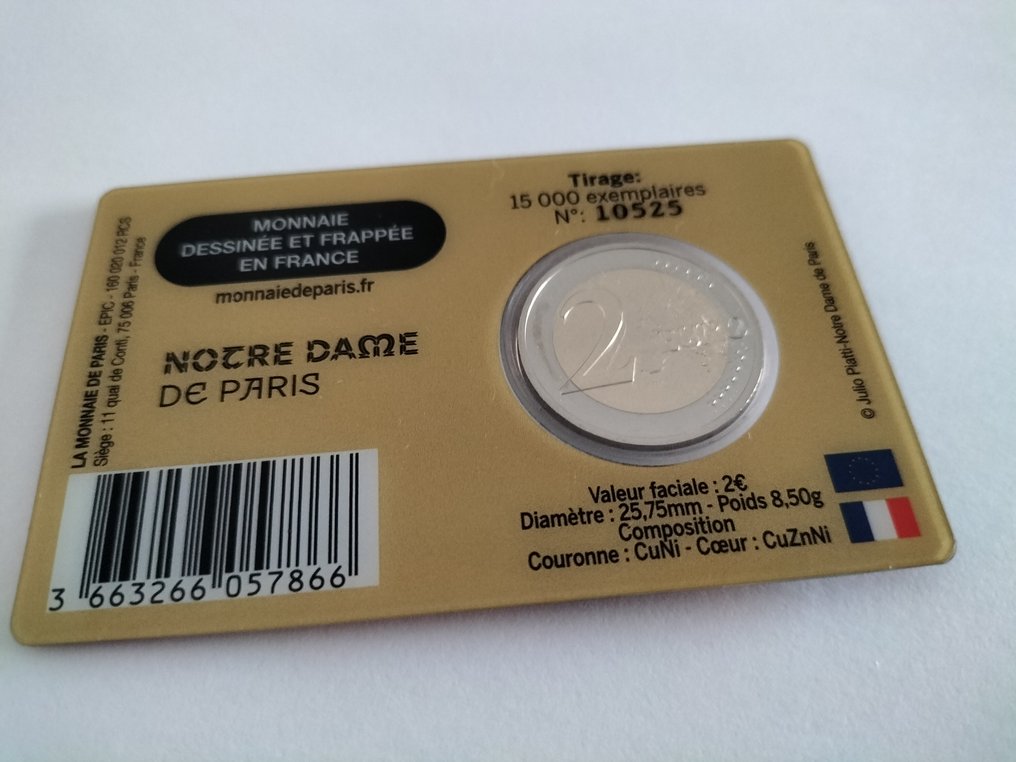 LA MONNAIE DE PARIS - EPIC - 160 020 012 RCS
Siège : 11 quai de Conti, 75 006 Paris - France
MONNAIE
DESSINÉE ET FRAPPÉE
EN FRANCE
monnaiedeparis.fr
NOTRE DAME
DE PARIS
3 663266 057866
Tirage:
15 000 exemplaires
N°: 10525
2
© Julio Piatti-Notre Dame de Paris
Valeur faciale : 2€
Diamètre : 25,75mm - Poids 8,50g
Composition
Couronne : CuNi - Cœur : CuZnNi